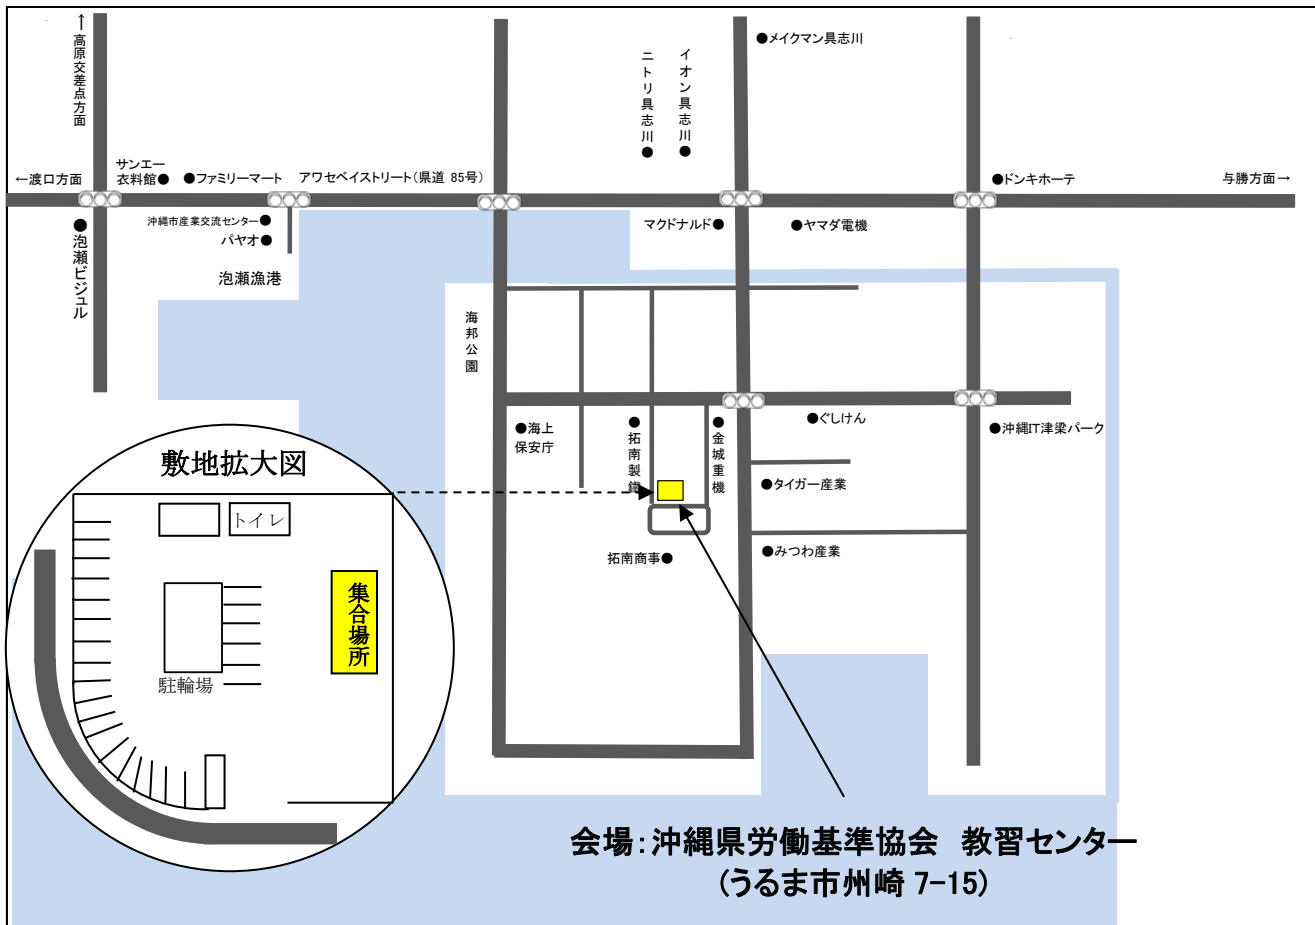 ↑高原交差点方面
●メイクマン具志川
ニトリ具志川●
イオン具志川●
←渡口方面
サンエー
衣料館●
●ファミリーマート
アワセベイストリート(県道 85号)
●ドンキホーテ
与勝方面→
沖縄市産業交流センター●
パヤオ●
泡瀬漁港
●泡瀬ビジュル
マクドナルド●
●ヤマダ電機
海邦公園
●海上
保安庁
●拓南製鐵
●金城重機
●ぐしけん
●沖縄IT津梁パーク
●タイガー産業
●みつわ産業
拓南商事●
敷地拡大図
トイレ
集合場所
駐輪場
会場:沖縄県労働基準協会 教習センター
(うるま市州崎 7-15)